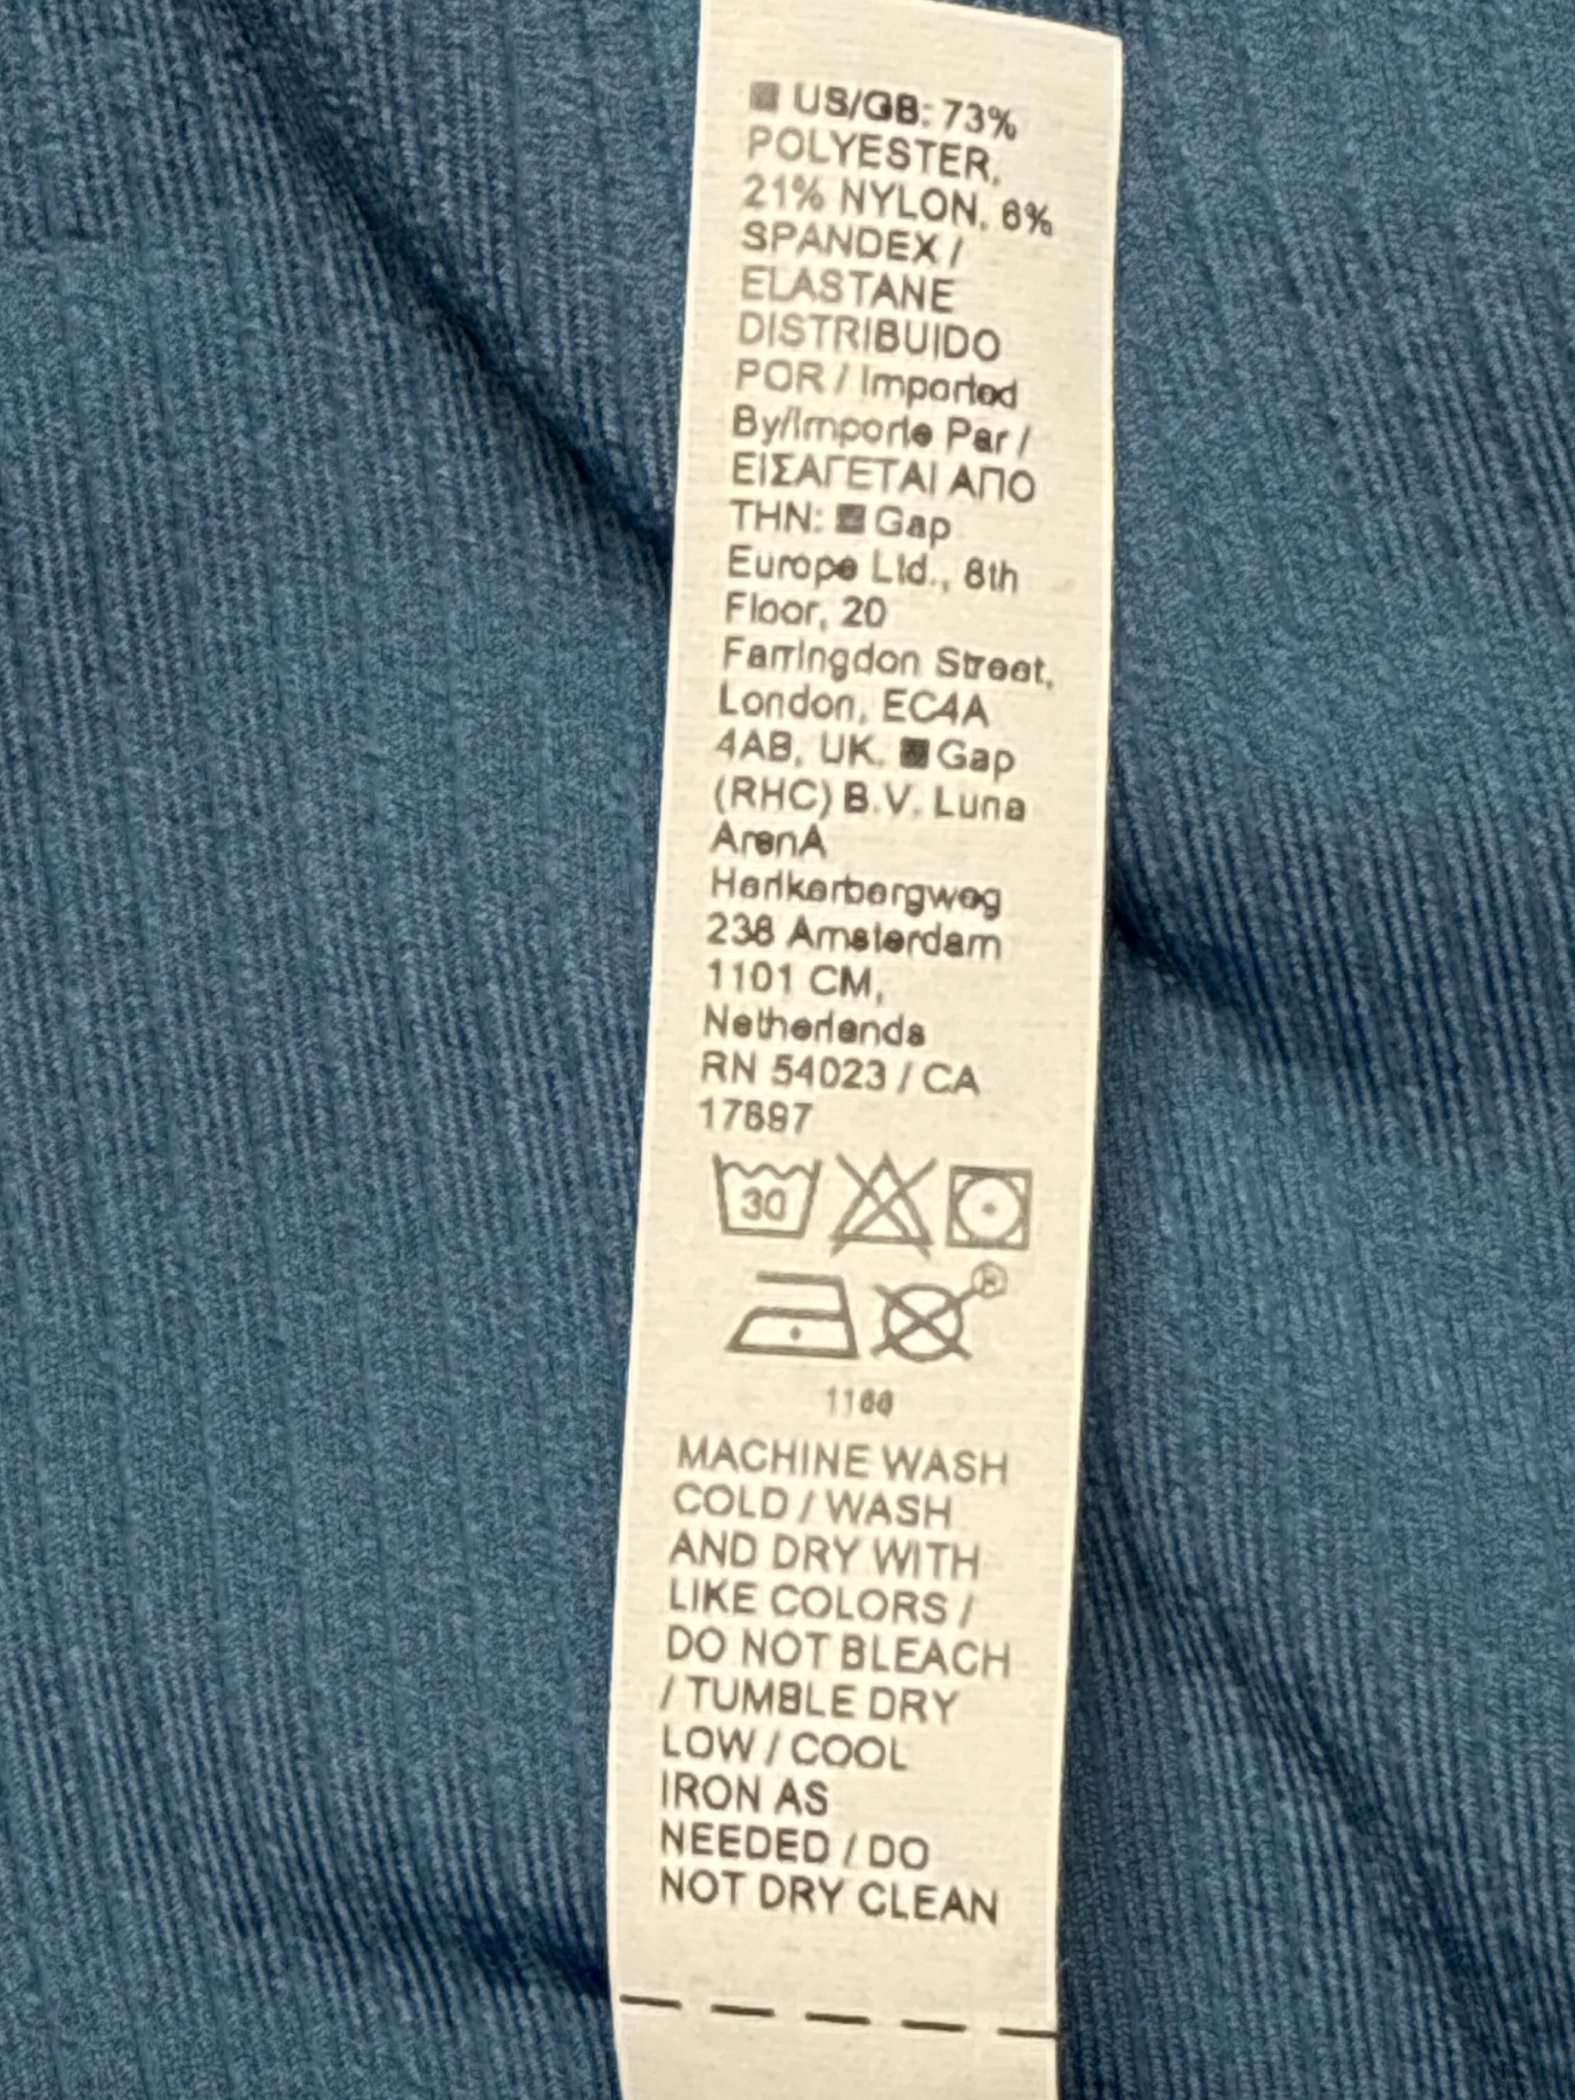 US/GB: 73%
POLYESTER,
21% NYLON, 6%
SPANDEX /
ELASTANE
DISTRIBUIDO
POR / Imported
By/Importe Par /
ΕΙΣΑΓΕΤΑΙ ΑΠΟ
ΤΗΝ: Gap
Europe Ltd., 8th
Floor, 20
Farringdon Street,
London, EC4A
4AB, UK. Gap
(RHC) B.V. Luna
ArenA
Herikerbergweg
238 Amsterdam
1101 CM,
Netherlands
RN 54023 / CA
17897
30
P
MACHINE WASH
COLD / WASH
AND DRY WITH
LIKE COLORS /
DO NOT BLEACH
/ TUMBLE DRY
LOW / COOL
IRON AS
NEEDED / DO
NOT DRY CLEAN